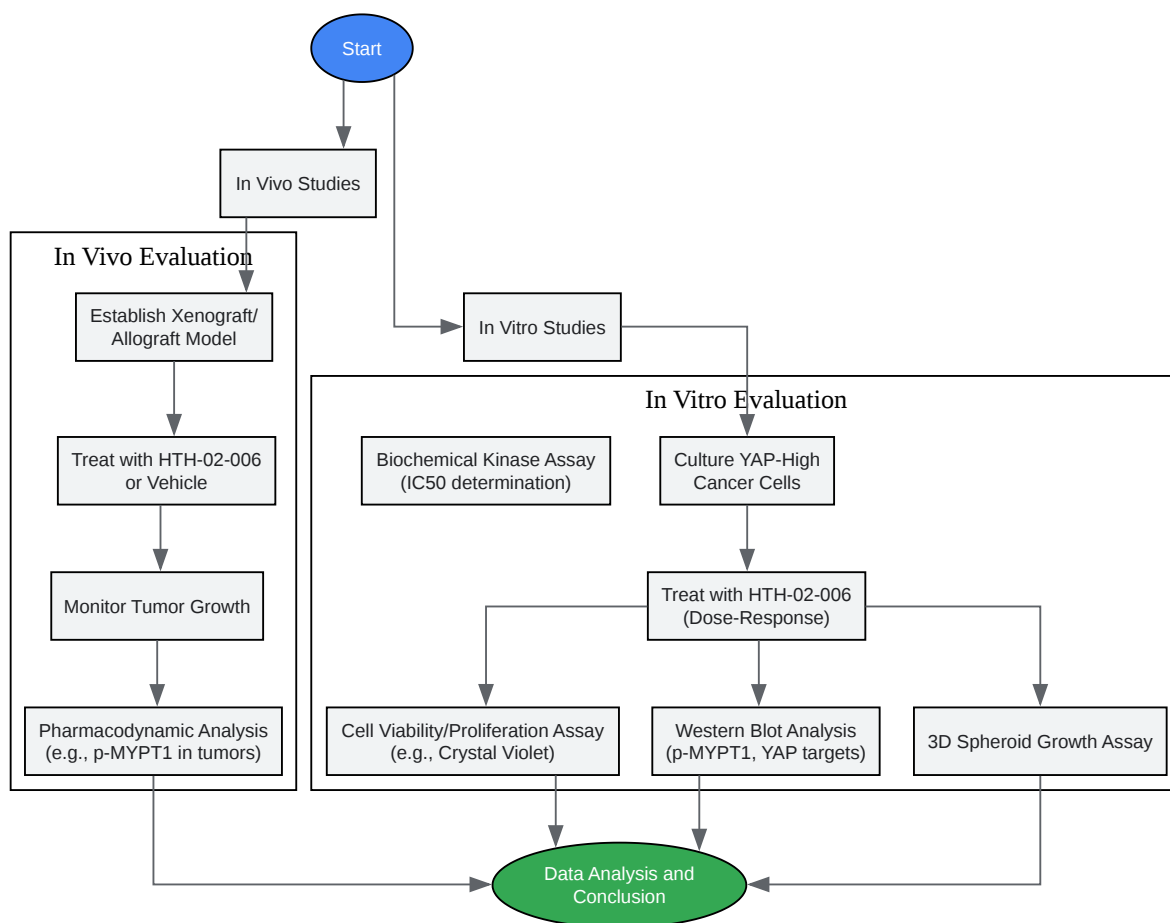 Start
In Vivo Studies
In Vivo Evaluation
Establish Xenograft/
Allograft Model
Treat with HTH-02-006
or Vehicle
Monitor Tumor Growth
Pharmacodynamic Analysis
(e.g., p-MYPT1 in tumors)
In Vitro Studies
In Vitro Evaluation
Biochemical Kinase Assay
(IC50 determination)
Culture YAP-High
Cancer Cells
Treat with HTH-02-006
(Dose-Response)
Cell Viability/Proliferation Assay
(e.g., Crystal Violet)
Western Blot Analysis
(p-MYPT1, YAP targets)
3D Spheroid Growth Assay
Data Analysis and
Conclusion